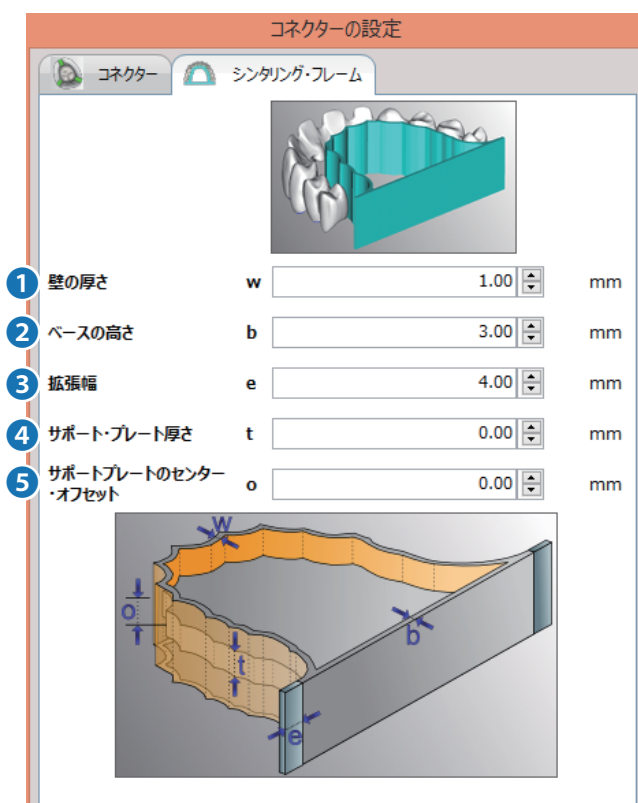 コネクターの設定
コネクター シンタリング・フレーム
1 壁の厚さ w 1.00 mm
2 ベースの高さ b 3.00 mm
3 拡張幅 e 4.00 mm
4 サポート・プレート厚さ t 0.00 mm
5 サポートプレートのセンター
・オフセット o 0.00 mm
w
o
b
t
e